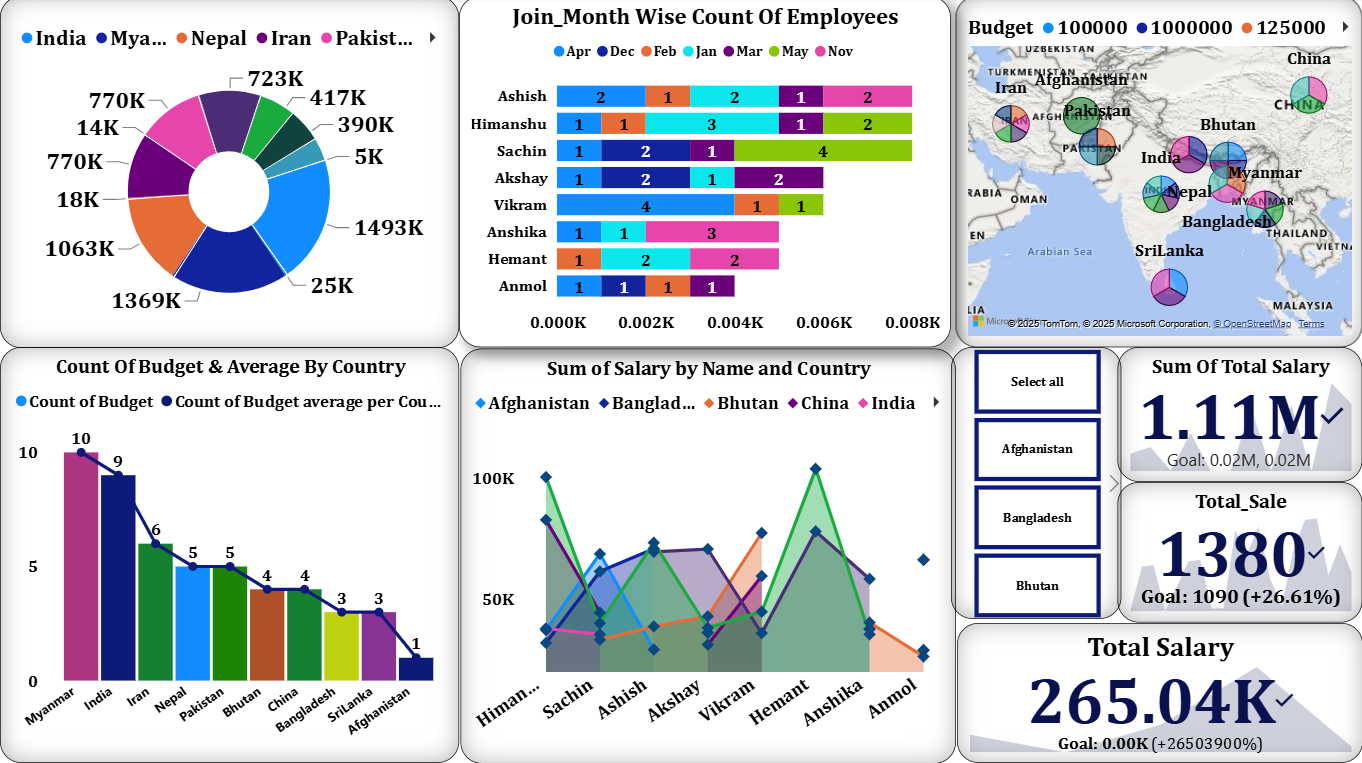 India Mya... Nepal Iran Pakist...
723K
417K
390K
5K
1493K
25K
1369K
1063K
18K
770K
14K
770K
Join_Month Wise Count Of Employees
Apr Dec Feb Jan Mar May Nov
Ashish 2 1 2 1 2
Himanshu 1 1 3 1 2
Sachin 1 2 1 4
Akshay 1 2 1 2
Vikram 4 1 1
Anshika 1 1 3
Hemant 1 2 2
Anmol 1 1 1 1
0.000K 0.002K 0.004K 0.006K 0.008K
Budget 100000 1000000 125000
UZBEKISTAN
China
TURKMENISTAN TAJIKISTAN
Afghanistan
Iran
CHINA
Pakistan
IRAN
AFGHANISTAN
Bhutan
PAKISTAN
India
Myanmar
RABIA
OMAN
Nepal
MYANMAR
Bangladesh
EN
THAILAND
Arabian Sea
VIETNA
SriLanka
LIA
MALAYSIA
© 2025 TomTom, © 2025 Microsoft Corporation, © OpenStreetMap Terms
Count Of Budget & Average By Country
Count of Budget Count of Budget average per Cou...
10
5
0
10
9
6
5
5
4
4
3
3
1
Myanmar
India
Iran
Nepal
Pakistan
Bhutan
China
Bangladesh
SriLanka
Afghanistan
Sum of Salary by Name and Country
Afghanistan Banglad... Bhutan China India
100K
50K
Himan...
Sachin
Ashish
Akshay
Vikram
Hemant
Anshika
Anmol
Select all
Afghanistan
Bangladesh
Bhutan
Sum Of Total Salary
1.11M
Goal: 0.02M, 0.02M
Total_Sale
1380
Goal: 1090 (+26.61%)
Total Salary
265.04K
Goal: 0.00K (+26503900%)